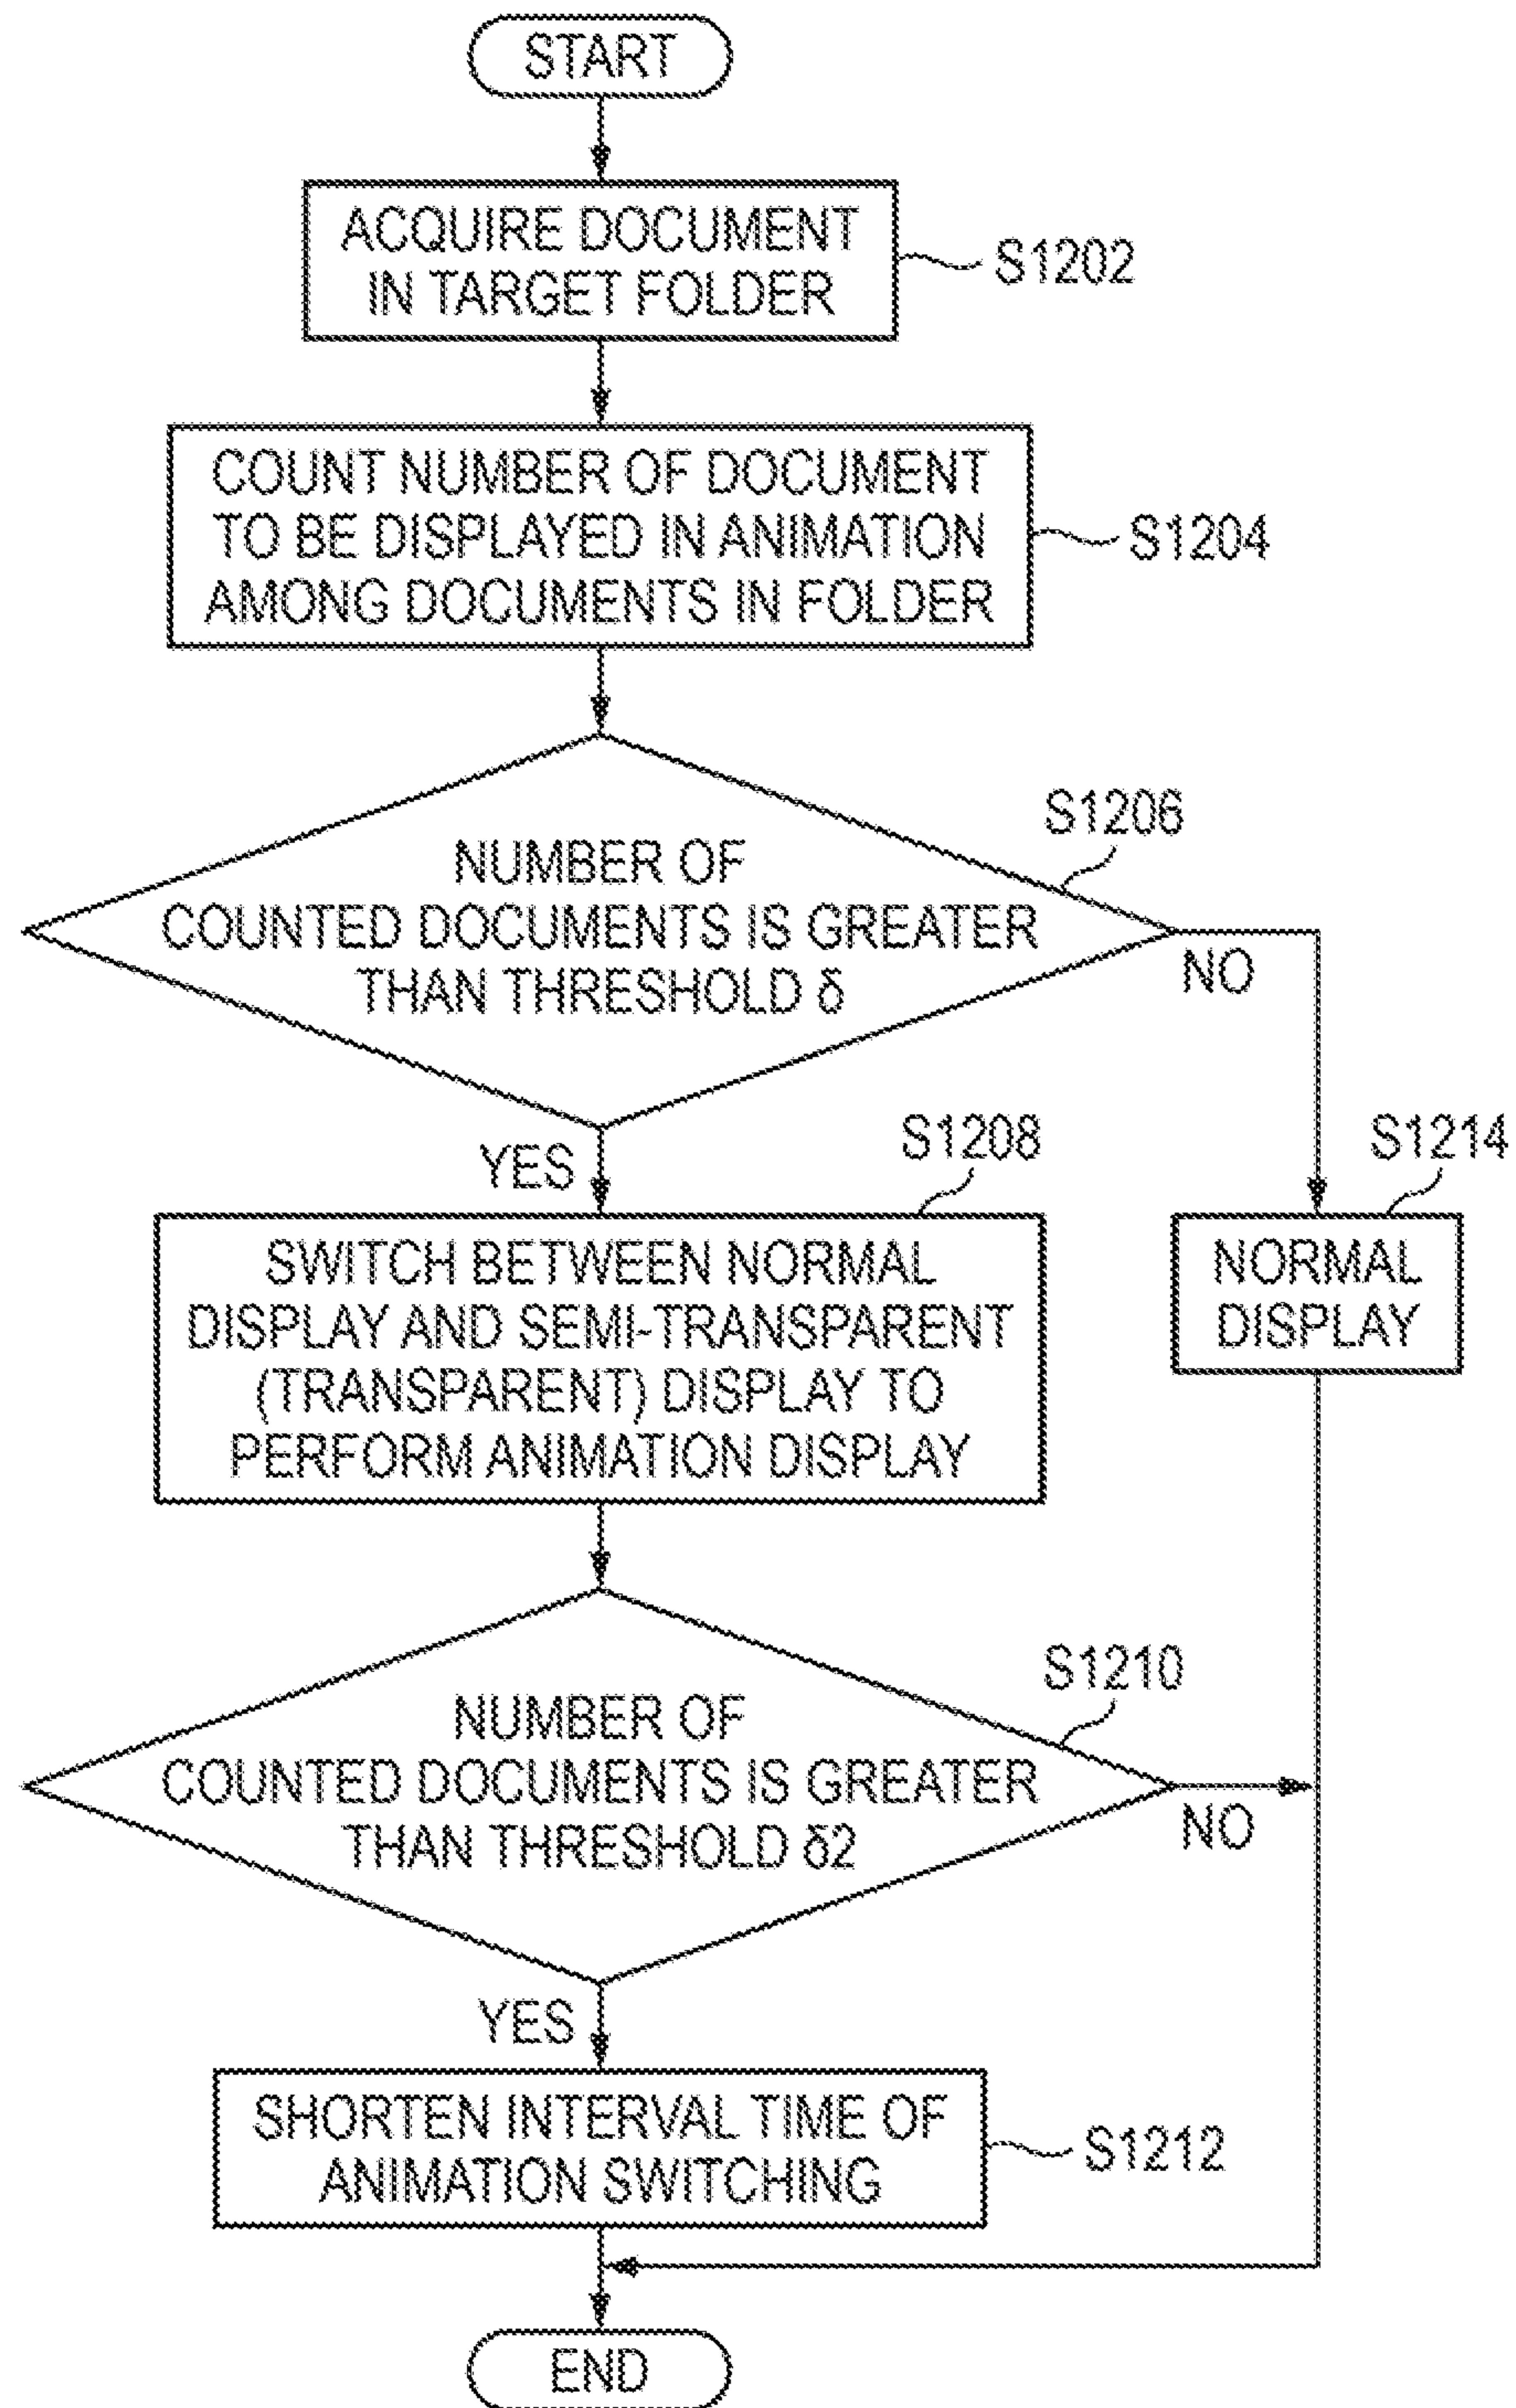 START
ACQUIRE DOCUMENT
IN TARGET FOLDER
S1202
COUNT NUMBER OF DOCUMENT
TO BE DISPLAYED IN ANIMATION
AMONG DOCUMENTS IN FOLDER
S1204
S1206
NUMBER OF
COUNTED DOCUMENTS IS GREATER
THAN THRESHOLD δ
NO
YES
S1208
S1214
SWITCH BETWEEN NORMAL
DISPLAY AND SEMI-TRANSPARENT
(TRANSPARENT) DISPLAY TO
PERFORM ANIMATION DISPLAY
NORMAL
DISPLAY
S1210
NUMBER OF
COUNTED DOCUMENTS IS GREATER
THAN THRESHOLD δ2
NO
YES
SHORTEN INTERVAL TIME OF
ANIMATION SWITCHING
S1212
END